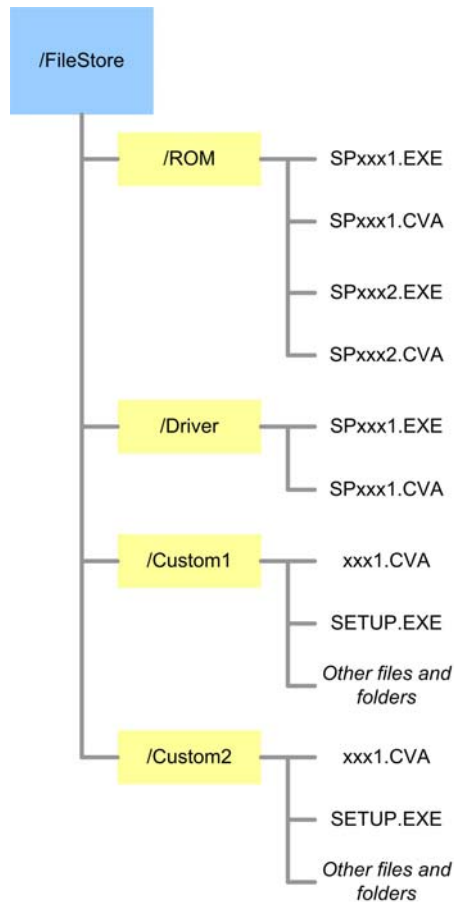 /FileStore
/ROM
SPxxx1.EXE
SPxxx1.CVA
SPxxx2.EXE
SPxxx2.CVA
/Driver
SPxxx1.EXE
SPxxx1.CVA
/Custom1
xxx1.CVA
SETUP.EXE
Other files and
folders
/Custom2
xxx1.CVA
SETUP.EXE
Other files and
folders